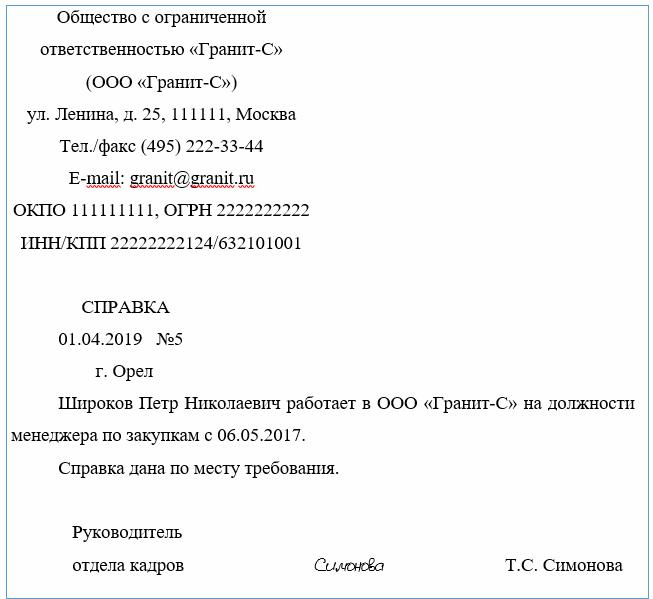 Общество с ограниченной
ответственностью «Гранит-С»
(ООО «Гранит-С»)
ул. Ленина, д. 25, 111111, Москва
Тел./факс (495) 222-33-44
E-mail: granit@granit.ru
ОКПО 111111111, ОГРН 2222222222
ИНН/КПП 22222222124/632101001
СПРАВКА
01.04.2019 №5
г. Орел
Широков Петр Николаевич работает в ООО «Гранит-С» на должности
менеджера по закупкам с 06.05.2017.
Справка дана по месту требования.
Руководитель
отдела кадров Симонова Т.С. Симонова